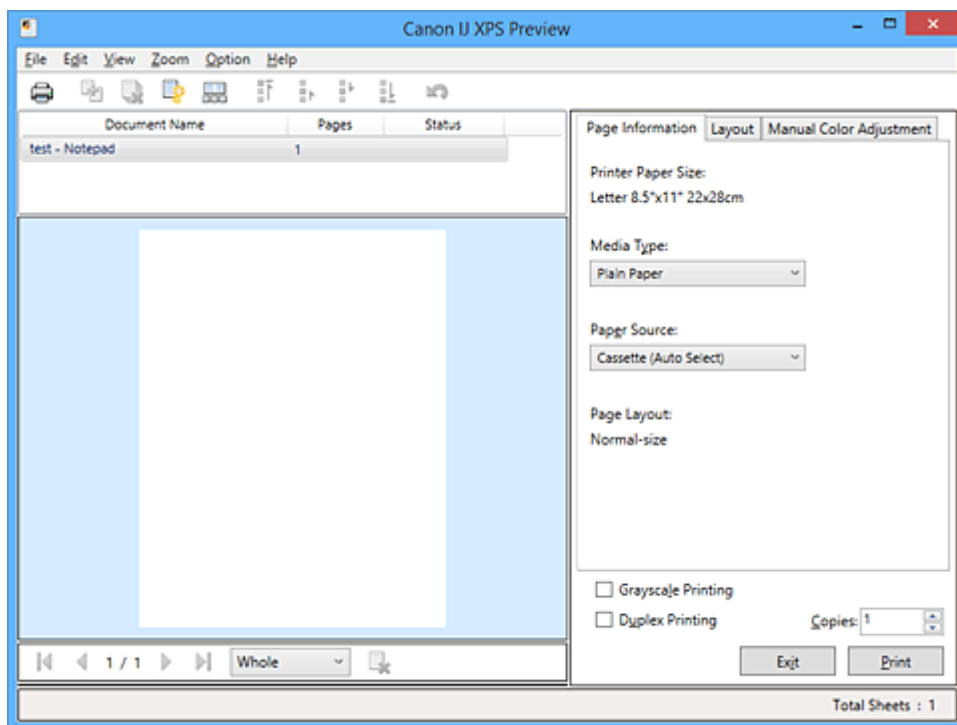 Canon IJ XPS Preview
File Edit View Zoom Option Help
Document Name Pages Status
test - Notepad 1
Page Information Layout Manual Color Adjustment
Printer Paper Size:
Letter 8.5"x11" 22x28cm
Media Type:
Plain Paper
Paper Source:
Cassette (Auto Select)
Page Layout:
Normal-size
Grayscale Printing
Duplex Printing Copies: 1
1 / 1 Whole Exit Print
Total Sheets : 1